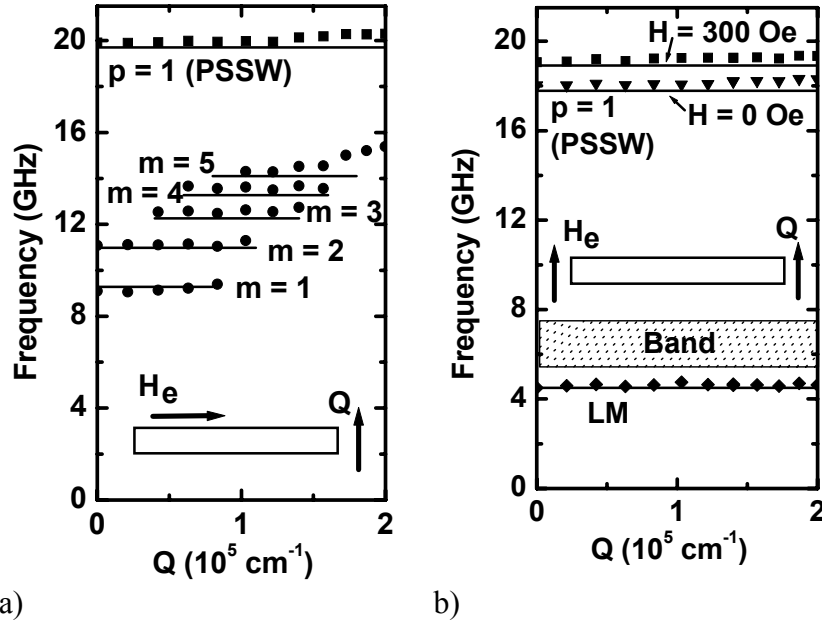 20
p = 1 (PSSW)
16
m = 5
m = 4
m = 3
12
m = 2
m = 1
8
Frequency (GHz)
4
He
Q
0
0 1 2
Q (10⁵ cm⁻¹)
a)
20
H = 300 Oe
p = 1
(PSSW)
H = 0 Oe
16
12
He
Q
8
Band
Frequency (GHz)
4
LM
0
0 1 2
Q (10⁵ cm⁻¹)
b)